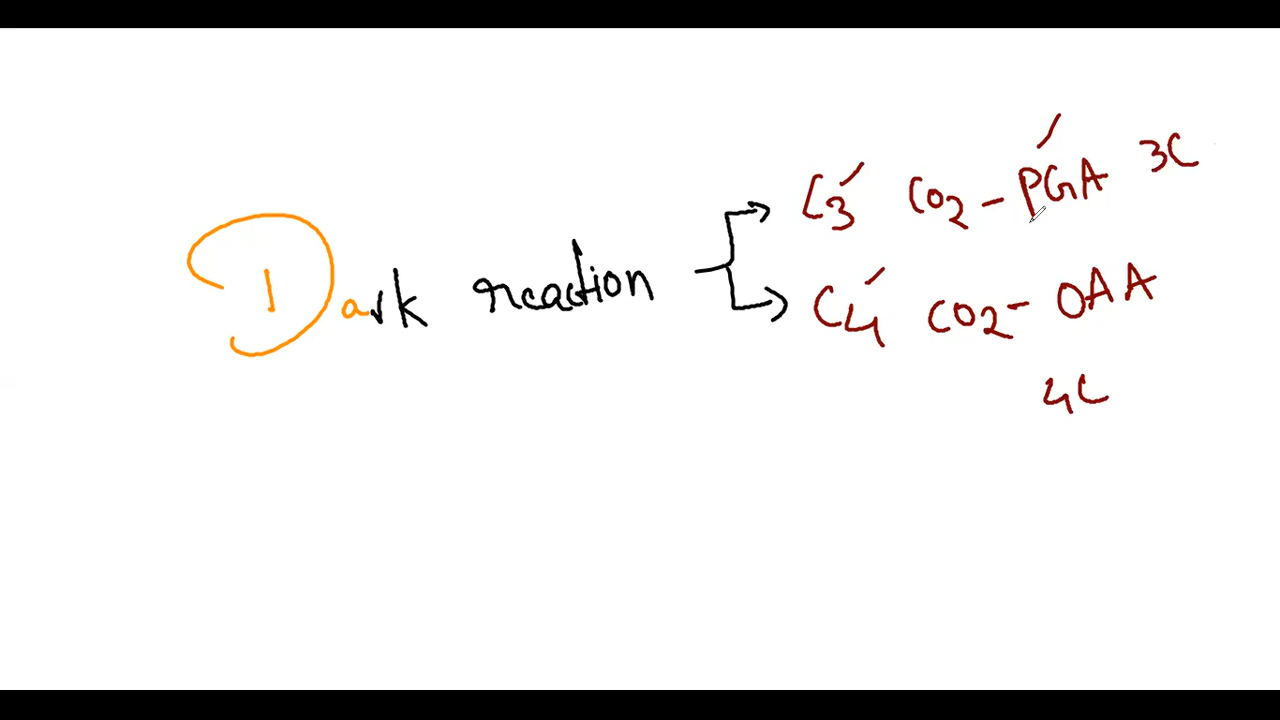 Dark reaction
C3 CO2 - PGA 3C
C4 CO2 - OAA
4C